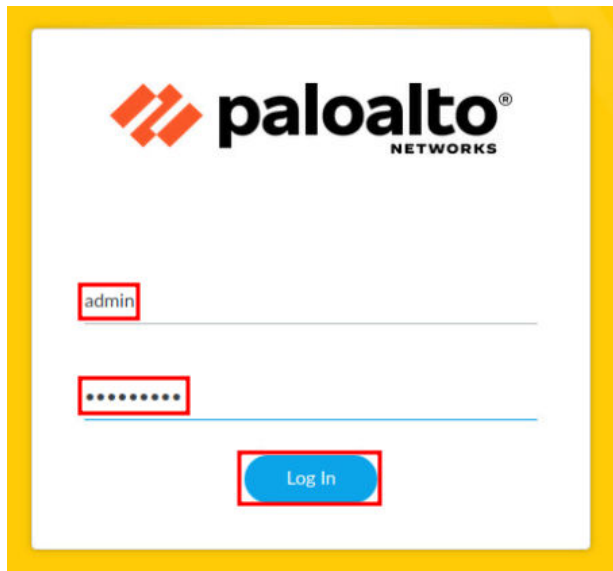 paloalto®
NETWORKS
admin
•••••••••
Log In